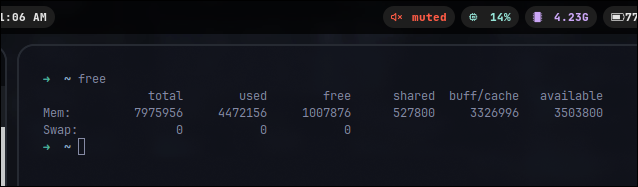 1:06 AM muted 14% 4.23G 77
➜ ~ free
total used free shared buff/cache available
Mem: 7975956 4472156 1007876 527800 3326996 3503800
Swap: 0 0 0
➜ ~